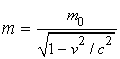 m = m₀ / √(1 − v² / c²)